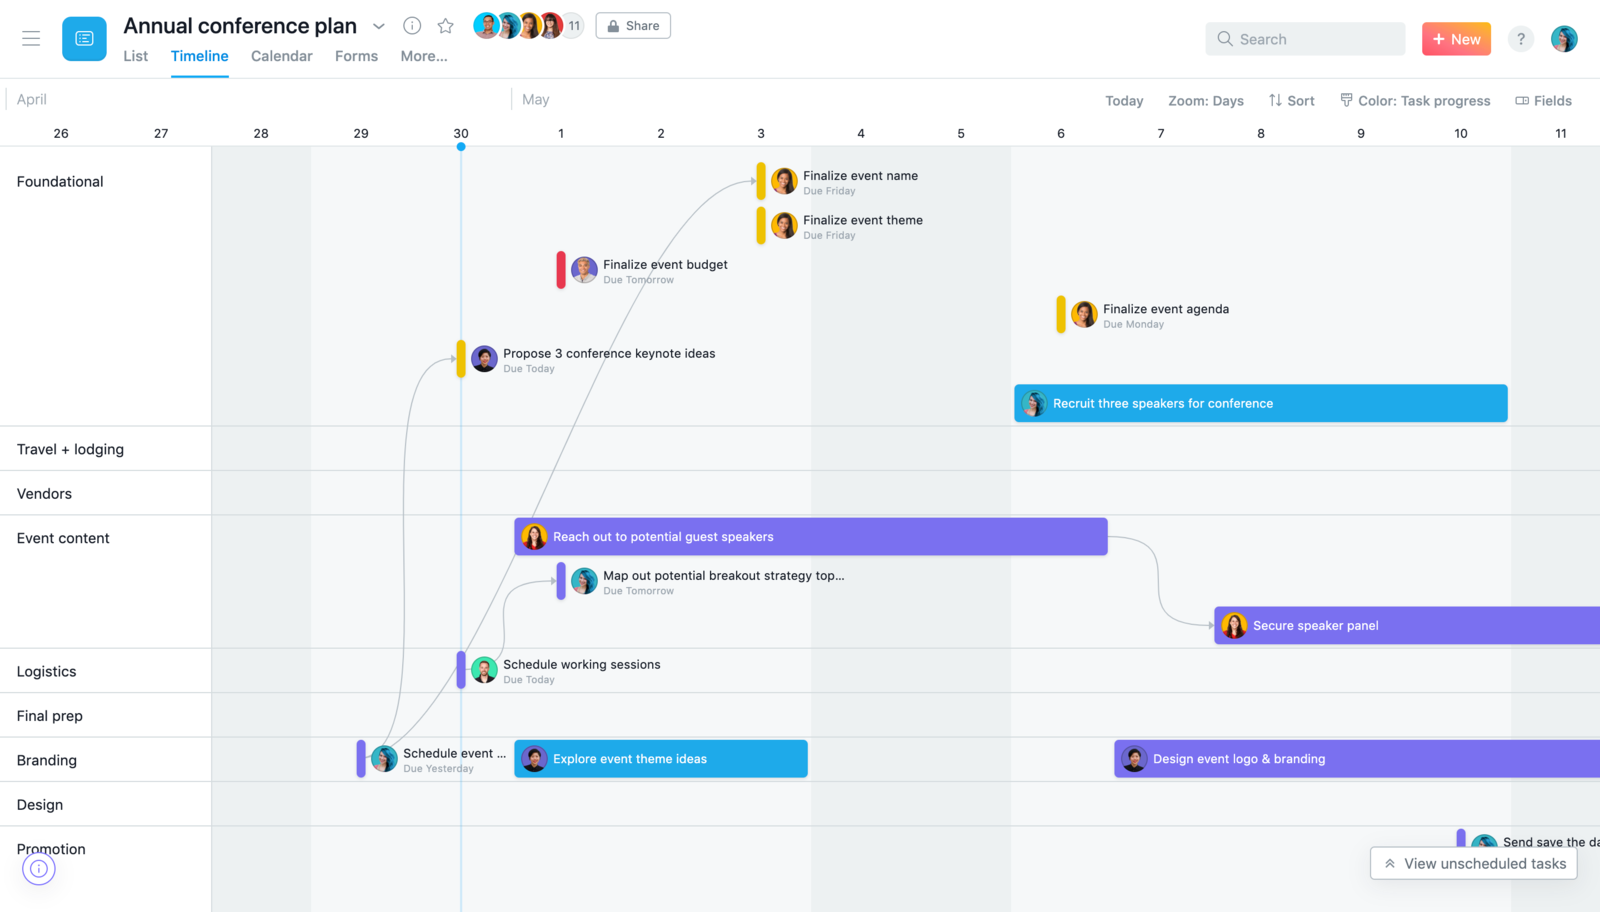 Annual conference plan
11
Share
List
Timeline
Calendar
Forms
More...
Search
+ New
?
April
May
Today
Zoom: Days
Sort
Color: Task progress
Fields
26 27 28 29 30 1 2 3 4 5 6 7 8 9 10 11
Foundational
Finalize event name
Due Friday
Finalize event theme
Due Friday
Finalize event budget
Due Tomorrow
Finalize event agenda
Due Monday
Propose 3 conference keynote ideas
Due Today
Recruit three speakers for conference
Travel + lodging
Vendors
Event content
Reach out to potential guest speakers
Map out potential breakout strategy top...
Due Tomorrow
Secure speaker panel
Logistics
Schedule working sessions
Due Today
Final prep
Branding
Schedule event ...
Due Yesterday
Explore event theme ideas
Design event logo & branding
Design
Promotion
Send save the da
View unscheduled tasks